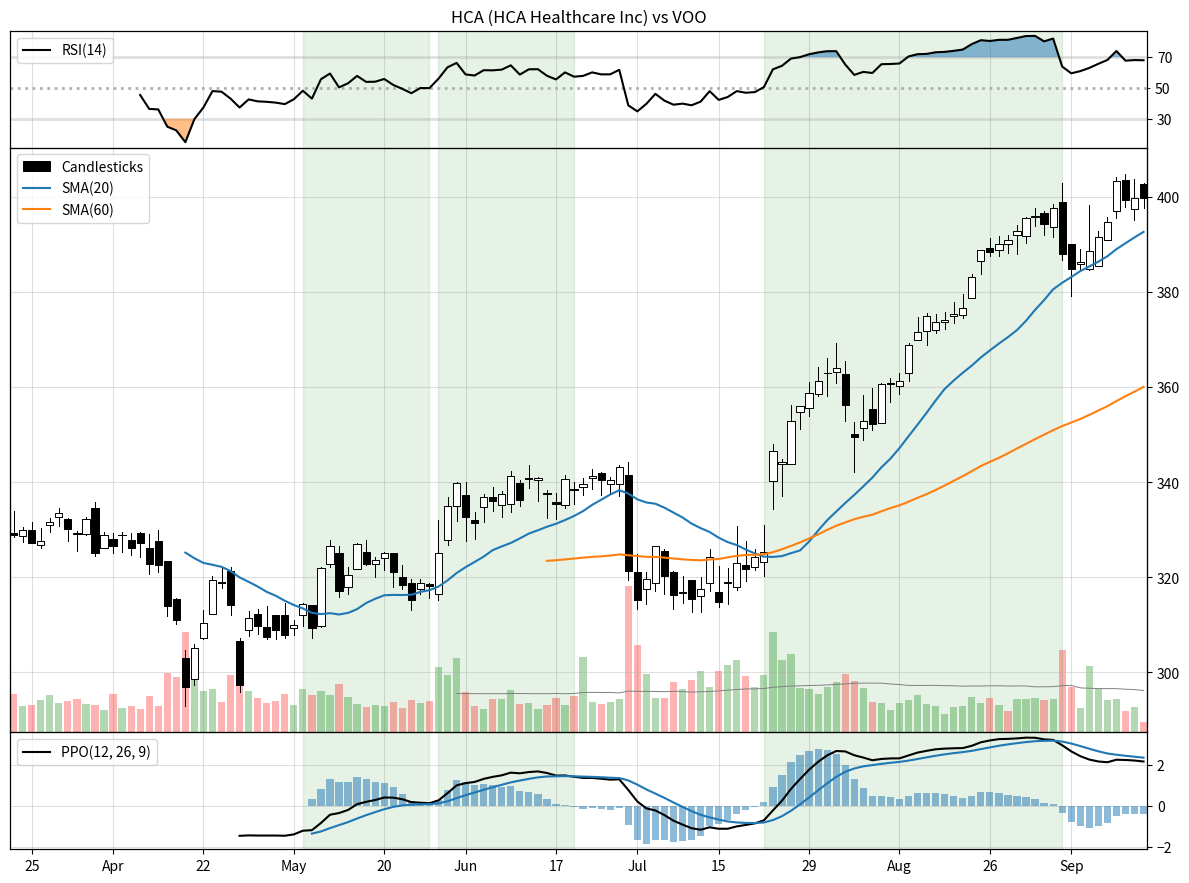 HCA (HCA Healthcare Inc) vs VOO
RSI(14)
70
50
30
Candlesticks
SMA(20)
SMA(60)
400
380
360
340
320
300
PPO(12, 26, 9)
2
0
−2
25 Apr 22 May 20 Jun 17 Jul 15 29 Aug 26 Sep